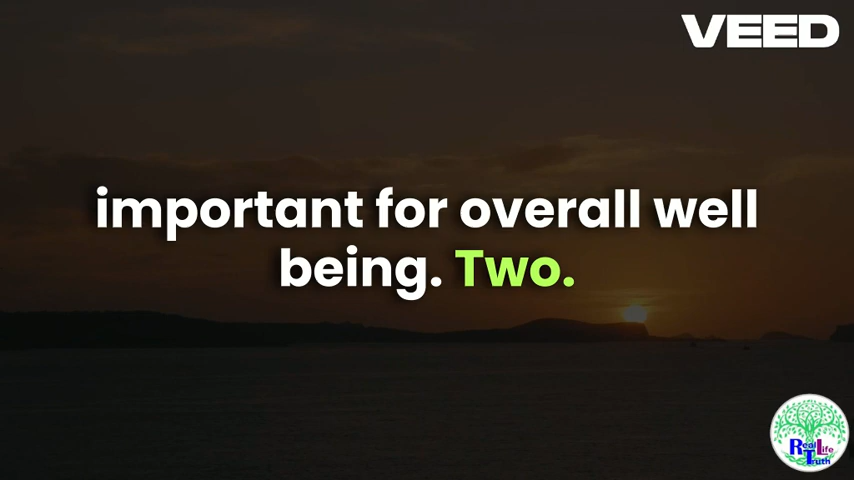 VEED
important for overall well
being. Two.
Real Life
Truth